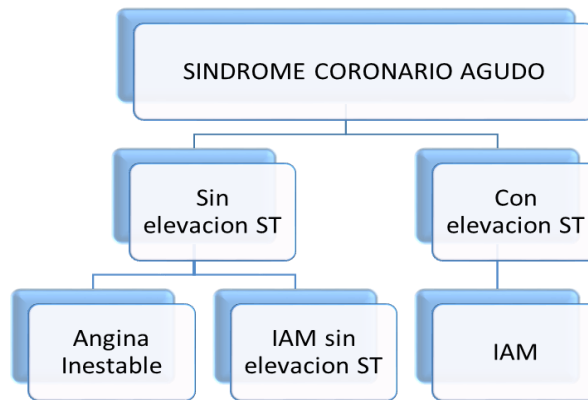 SINDROME CORONARIO AGUDO
Sin
elevacion ST
Con
elevacion ST
Angina
Inestable
IAM sin
elevacion ST
IAM